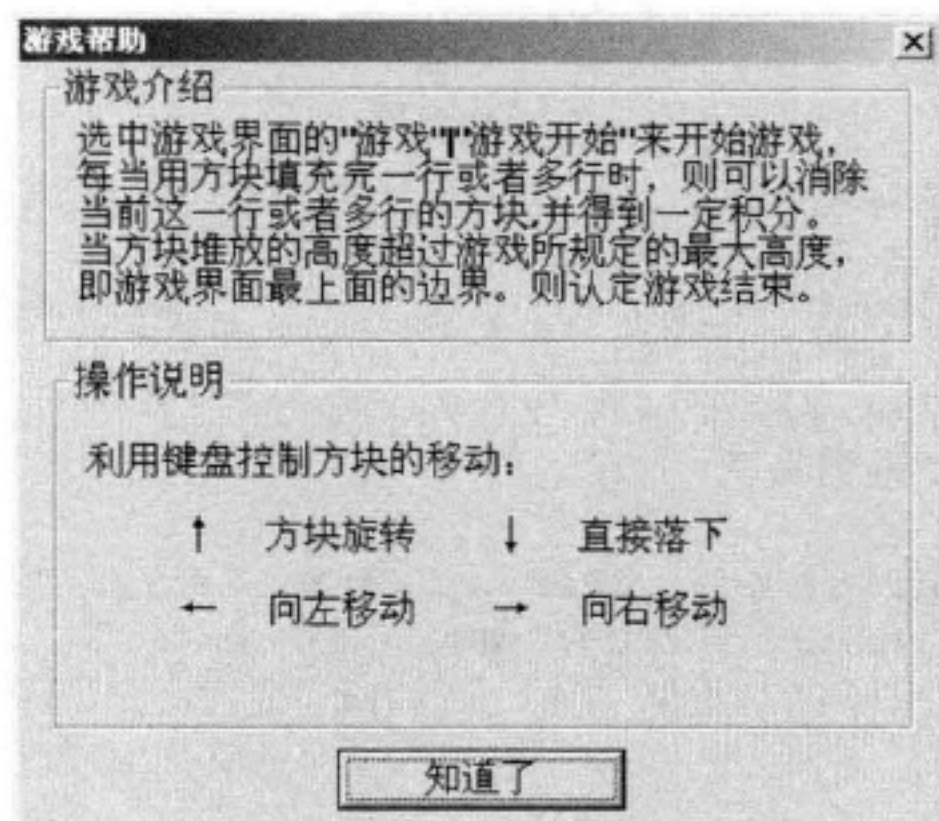 游戏帮助
游戏介绍
选中游戏界面的"游戏"|"游戏开始"来开始游戏，
每当用方块填充完一行或者多行时，则可以消除
当前这一行或者多行的方块,并得到一定积分。
当方块堆放的高度超过游戏所规定的最大高度，
即游戏界面最上面的边界。则认定游戏结束。
操作说明
利用键盘控制方块的移动：
↑ 方块旋转 ↓ 直接落下
← 向左移动 → 向右移动
知道了